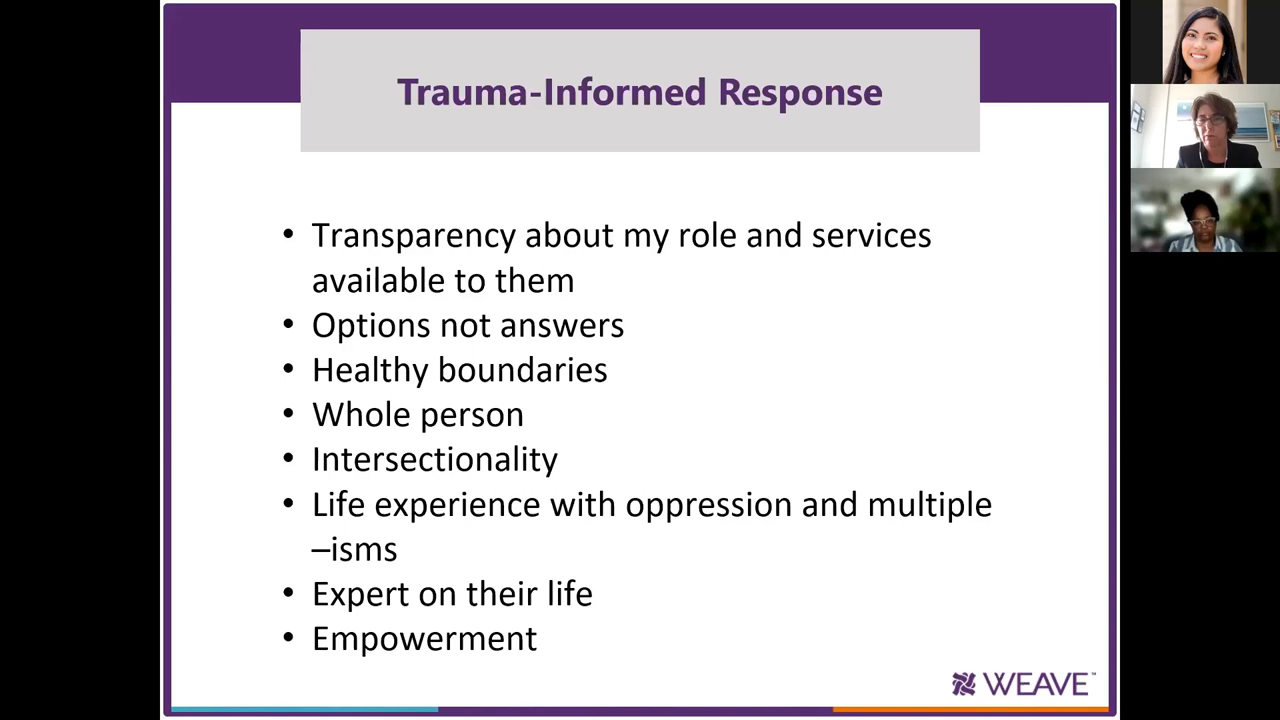 Trauma-Informed Response
• Transparency about my role and services
available to them
• Options not answers
• Healthy boundaries
• Whole person
• Intersectionality
• Life experience with oppression and multiple
–isms
• Expert on their life
• Empowerment
WEAVE™